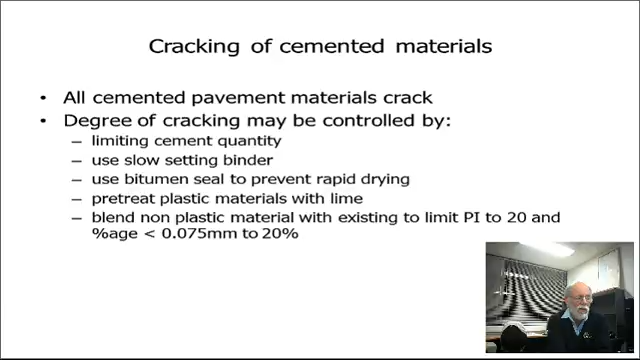 Cracking of cemented materials
• All cemented pavement materials crack
• Degree of cracking may be controlled by:
– limiting cement quantity
– use slow setting binder
– use bitumen seal to prevent rapid drying
– pretreat plastic materials with lime
– blend non plastic material with existing to limit PI to 20 and
%age < 0.075mm to 20%